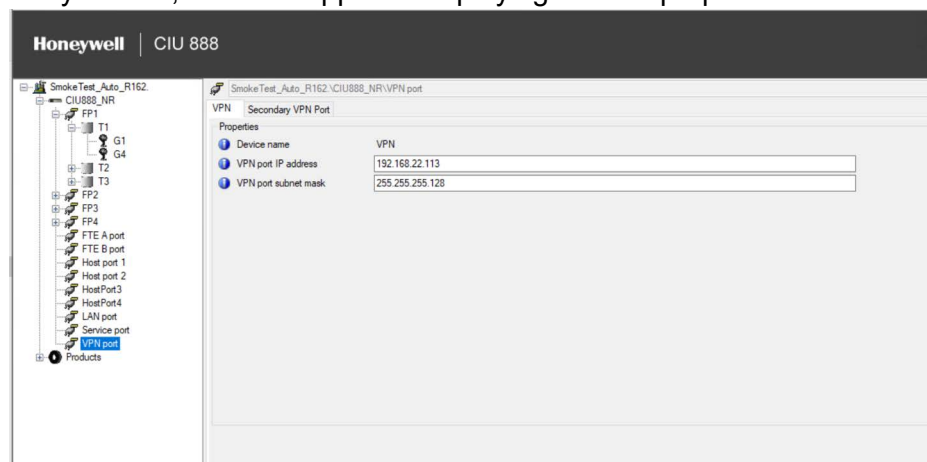 Honeywell | CIU 888
SmokeTest_Auto_R162.
CIU888_NR
FP1
T1
G1
G4
T2
T3
FP2
FP3
FP4
FTE A port
FTE B port
Host port 1
Host port 2
HostPort3
HostPort4
LAN port
Service port
VPN port
Products
SmokeTest_Auto_R162.\CIU888_NR\VPN port
VPN Secondary VPN Port
Properties
Device name VPN
VPN port IP address 192.168.22.113
VPN port subnet mask 255.255.255.128